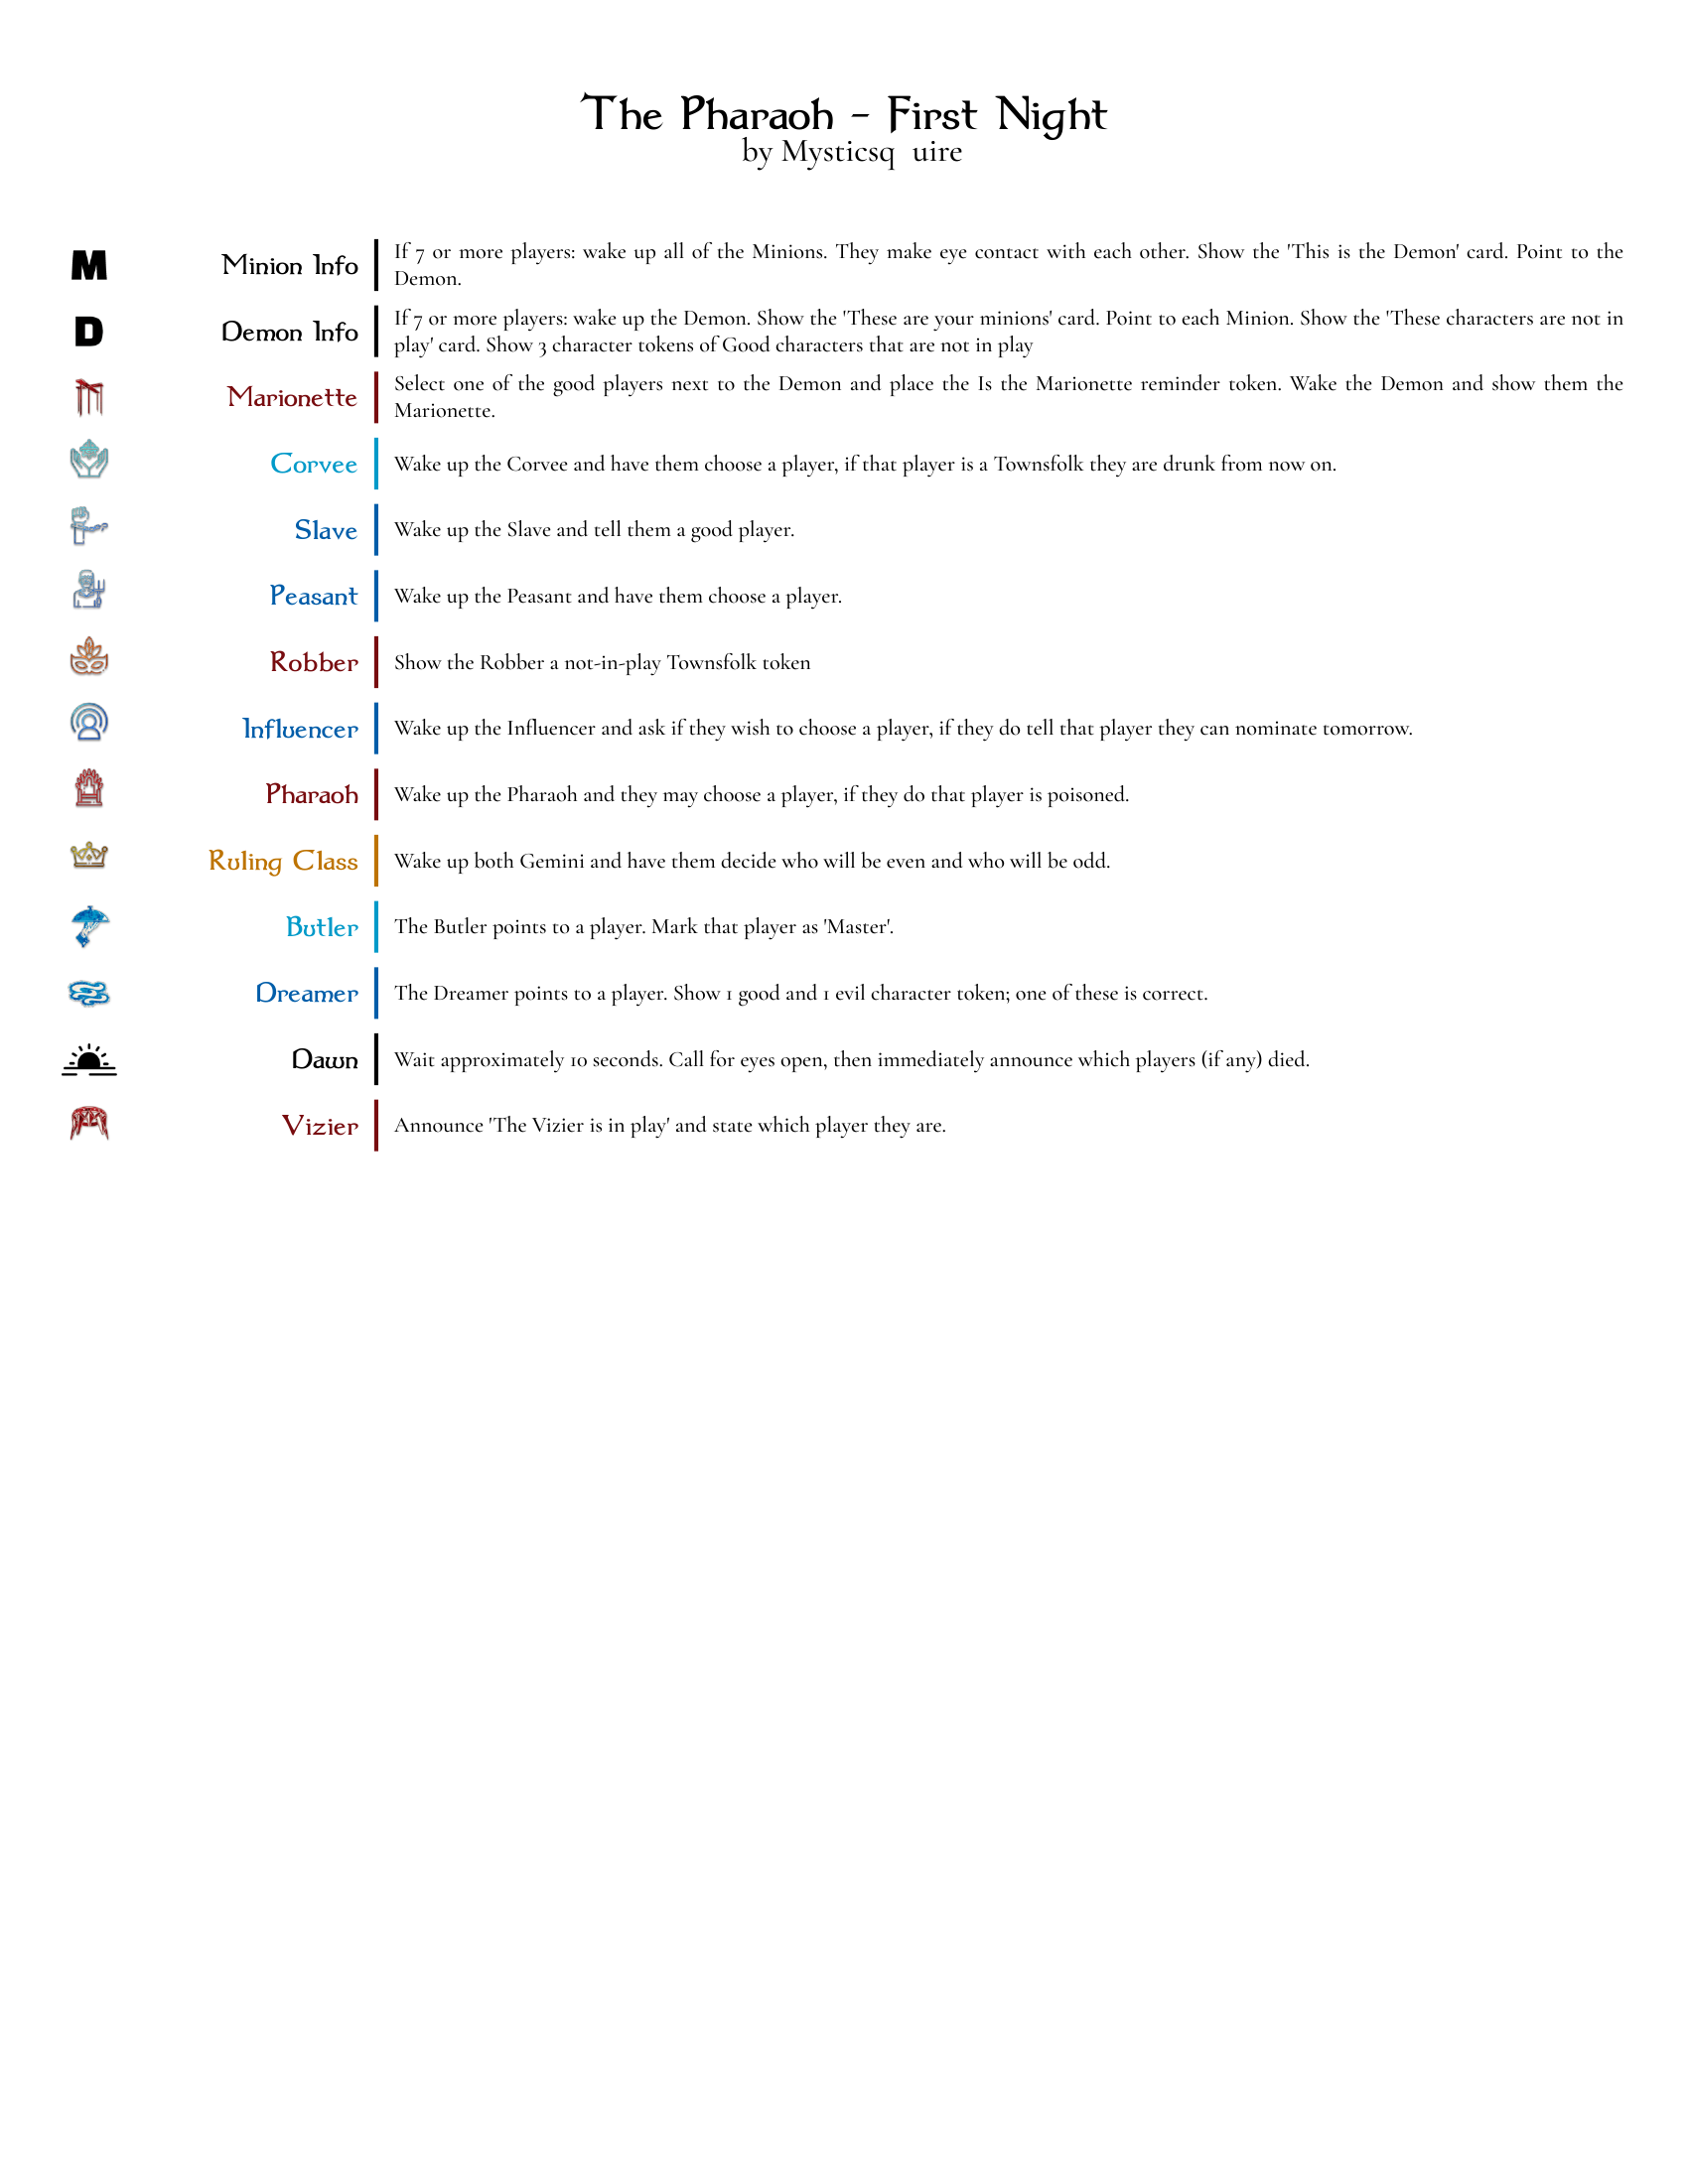 The Pharaoh - First Night
by Mysticsq uire
M
Minion Info
If 7 or more players: wake up all of the Minions. They make eye contact with each other. Show the 'This is the Demon' card. Point to the
Demon.
D
Demon Info
If 7 or more players: wake up the Demon. Show the 'These are your minions' card. Point to each Minion. Show the 'These characters are not in
play' card. Show 3 character tokens of Good characters that are not in play
Marionette
Select one of the good players next to the Demon and place the Is the Marionette reminder token. Wake the Demon and show them the
Marionette.
Corvee
Wake up the Corvee and have them choose a player, if that player is a Townsfolk they are drunk from now on.
Slave
Wake up the Slave and tell them a good player.
Peasant
Wake up the Peasant and have them choose a player.
Robber
Show the Robber a not-in-play Townsfolk token
Influencer
Wake up the Influencer and ask if they wish to choose a player, if they do tell that player they can nominate tomorrow.
Pharaoh
Wake up the Pharaoh and they may choose a player, if they do that player is poisoned.
Ruling Class
Wake up both Gemini and have them decide who will be even and who will be odd.
Butler
The Butler points to a player. Mark that player as 'Master'.
Dreamer
The Dreamer points to a player. Show 1 good and 1 evil character token; one of these is correct.
Dawn
Wait approximately 10 seconds. Call for eyes open, then immediately announce which players (if any) died.
Vizier
Announce 'The Vizier is in play' and state which player they are.